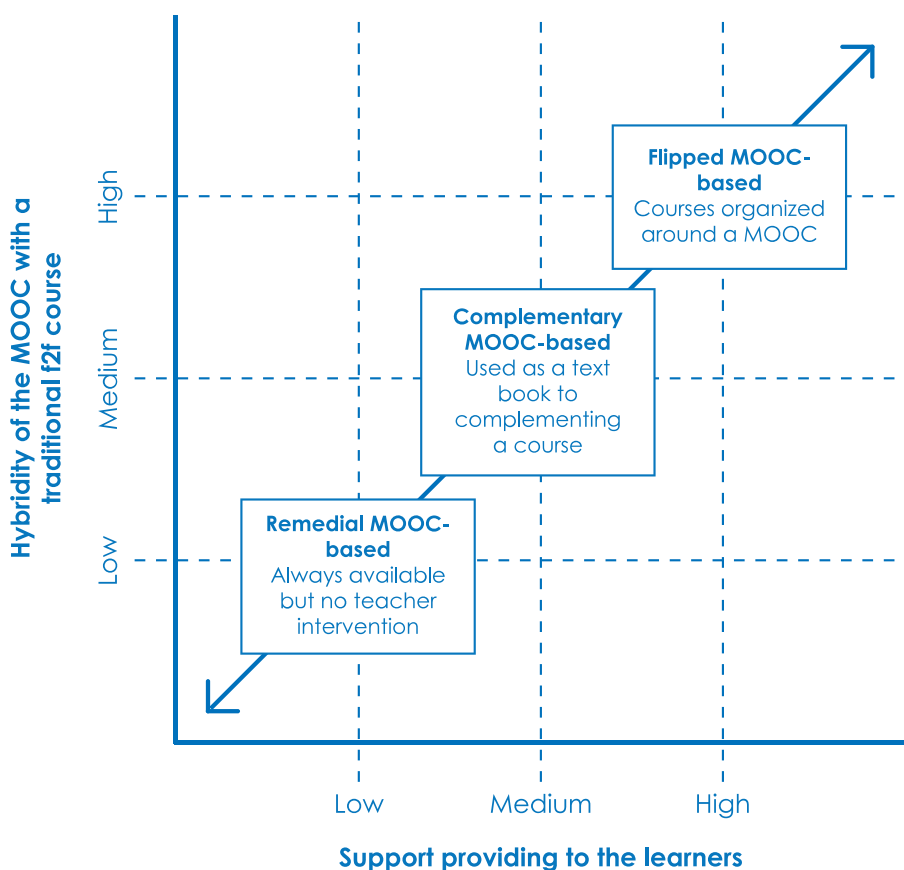 Hybridity of the MOOC with a
traditional f2f course
High
Medium
Low
Flipped MOOC-
based
Courses organized
around a MOOC
Complementary
MOOC-based
Used as a text
book to
complementing
a course
Remedial MOOC-
based
Always available
but no teacher
intervention
Low
Medium
High
Support providing to the learners